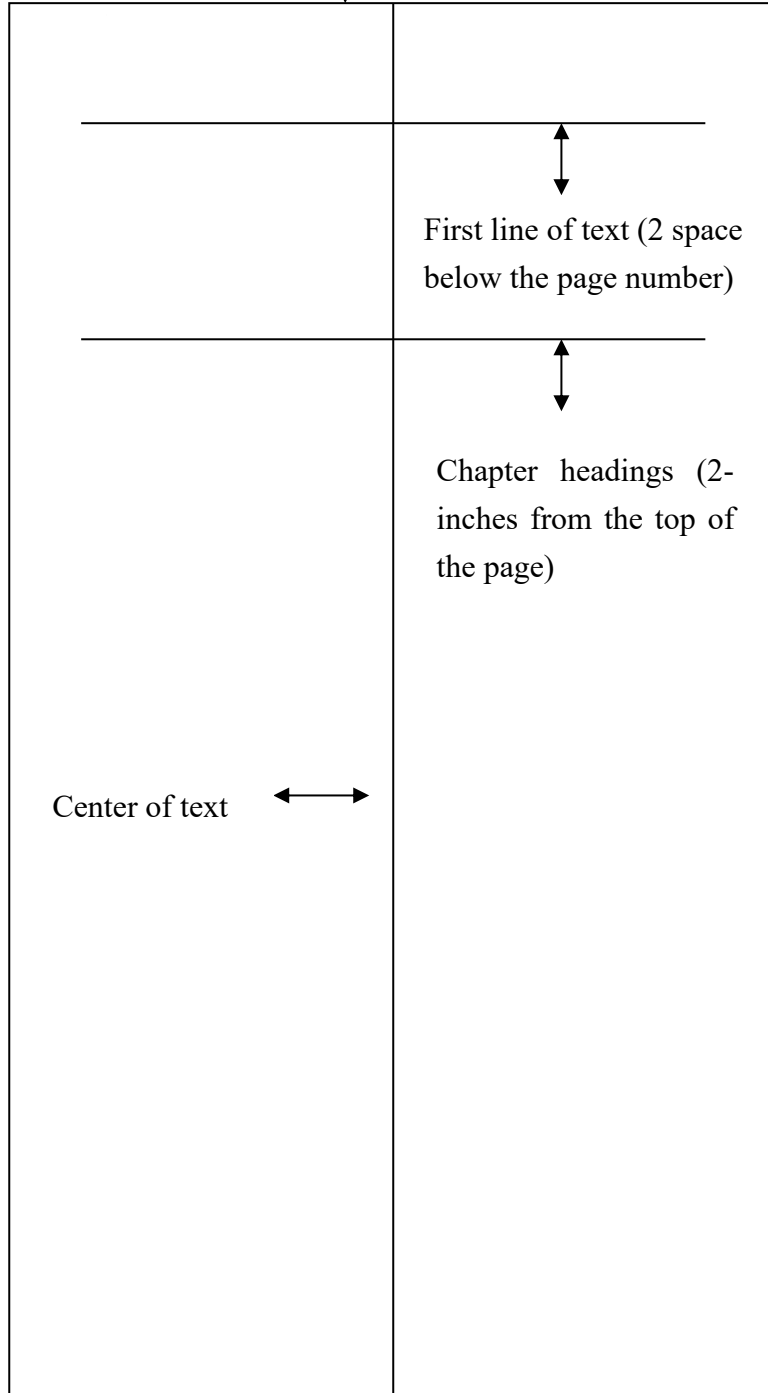 First line of text (2 space
below the page number)
Chapter headings (2-
inches from the top of
the page)
Center of text